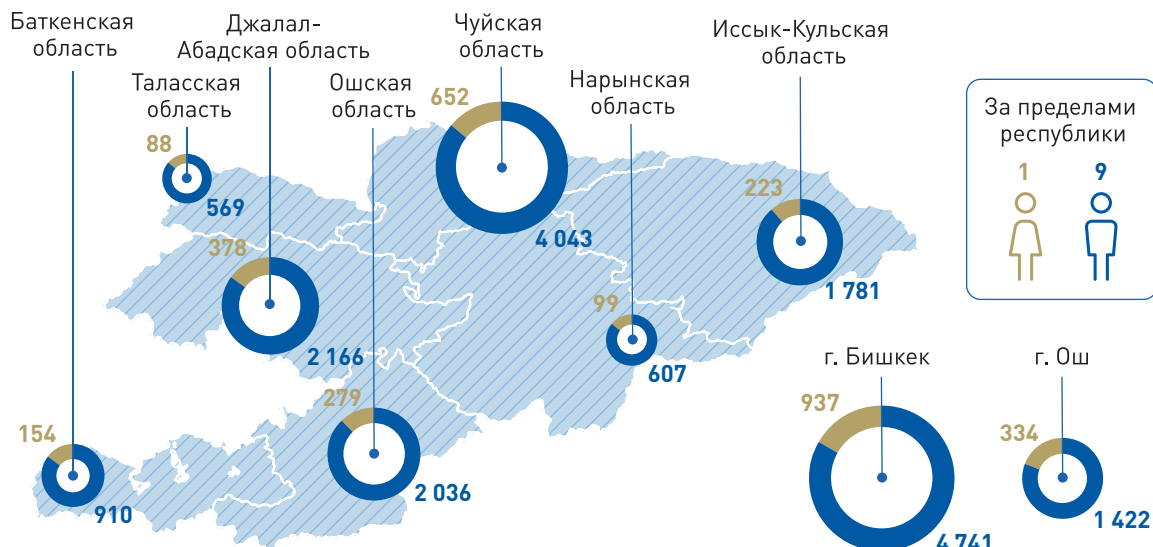 Баткенская
область
154
910
Таласская
область
88
569
Джалал-
Абадская область
378
2 166
Ошская
область
279
2 036
Чуйская
область
652
4 043
Нарынская
область
99
607
Иссык-Кульская
область
223
1 781
За пределами
республики
1 9
г. Бишкек
937
4 741
г. Ош
334
1 422